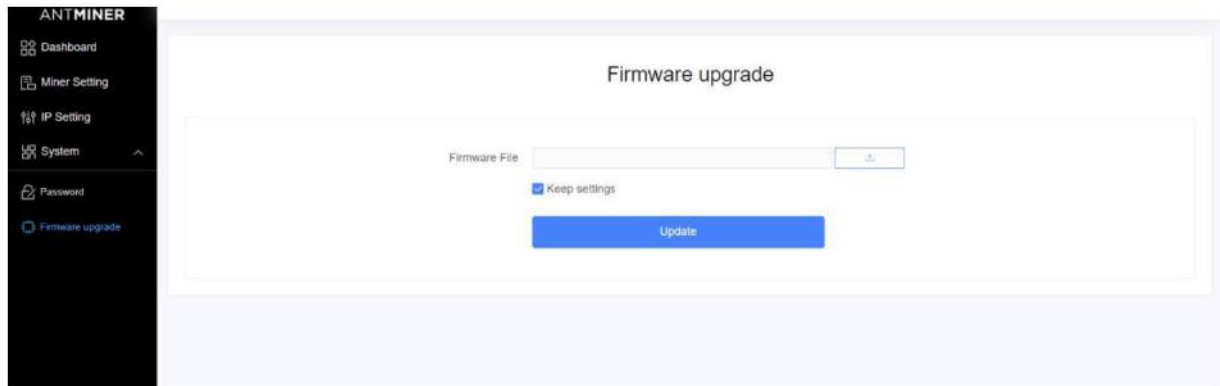 ANTMINER
Dashboard
Miner Setting
IP Setting
System
Password
Firmware upgrade
Firmware upgrade
Firmware File
Keep settings
Update